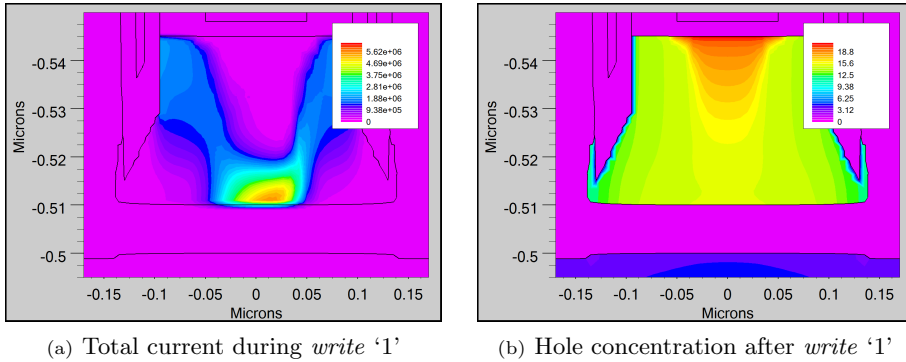 5.62e+06
4.69e+06
3.75e+06
2.81e+06
1.88e+06
9.38e+05
0
-0.54
-0.53
-0.52
-0.51
-0.5
Microns
-0.15 -0.1 -0.05 0 0.05 0.1 0.15
Microns
(a) Total current during write ‘1’
18.8
15.6
12.5
9.38
6.25
3.12
0
-0.54
-0.53
-0.52
-0.51
-0.5
Microns
-0.15 -0.1 -0.05 0 0.05 0.1 0.15
Microns
(b) Hole concentration after write ‘1’